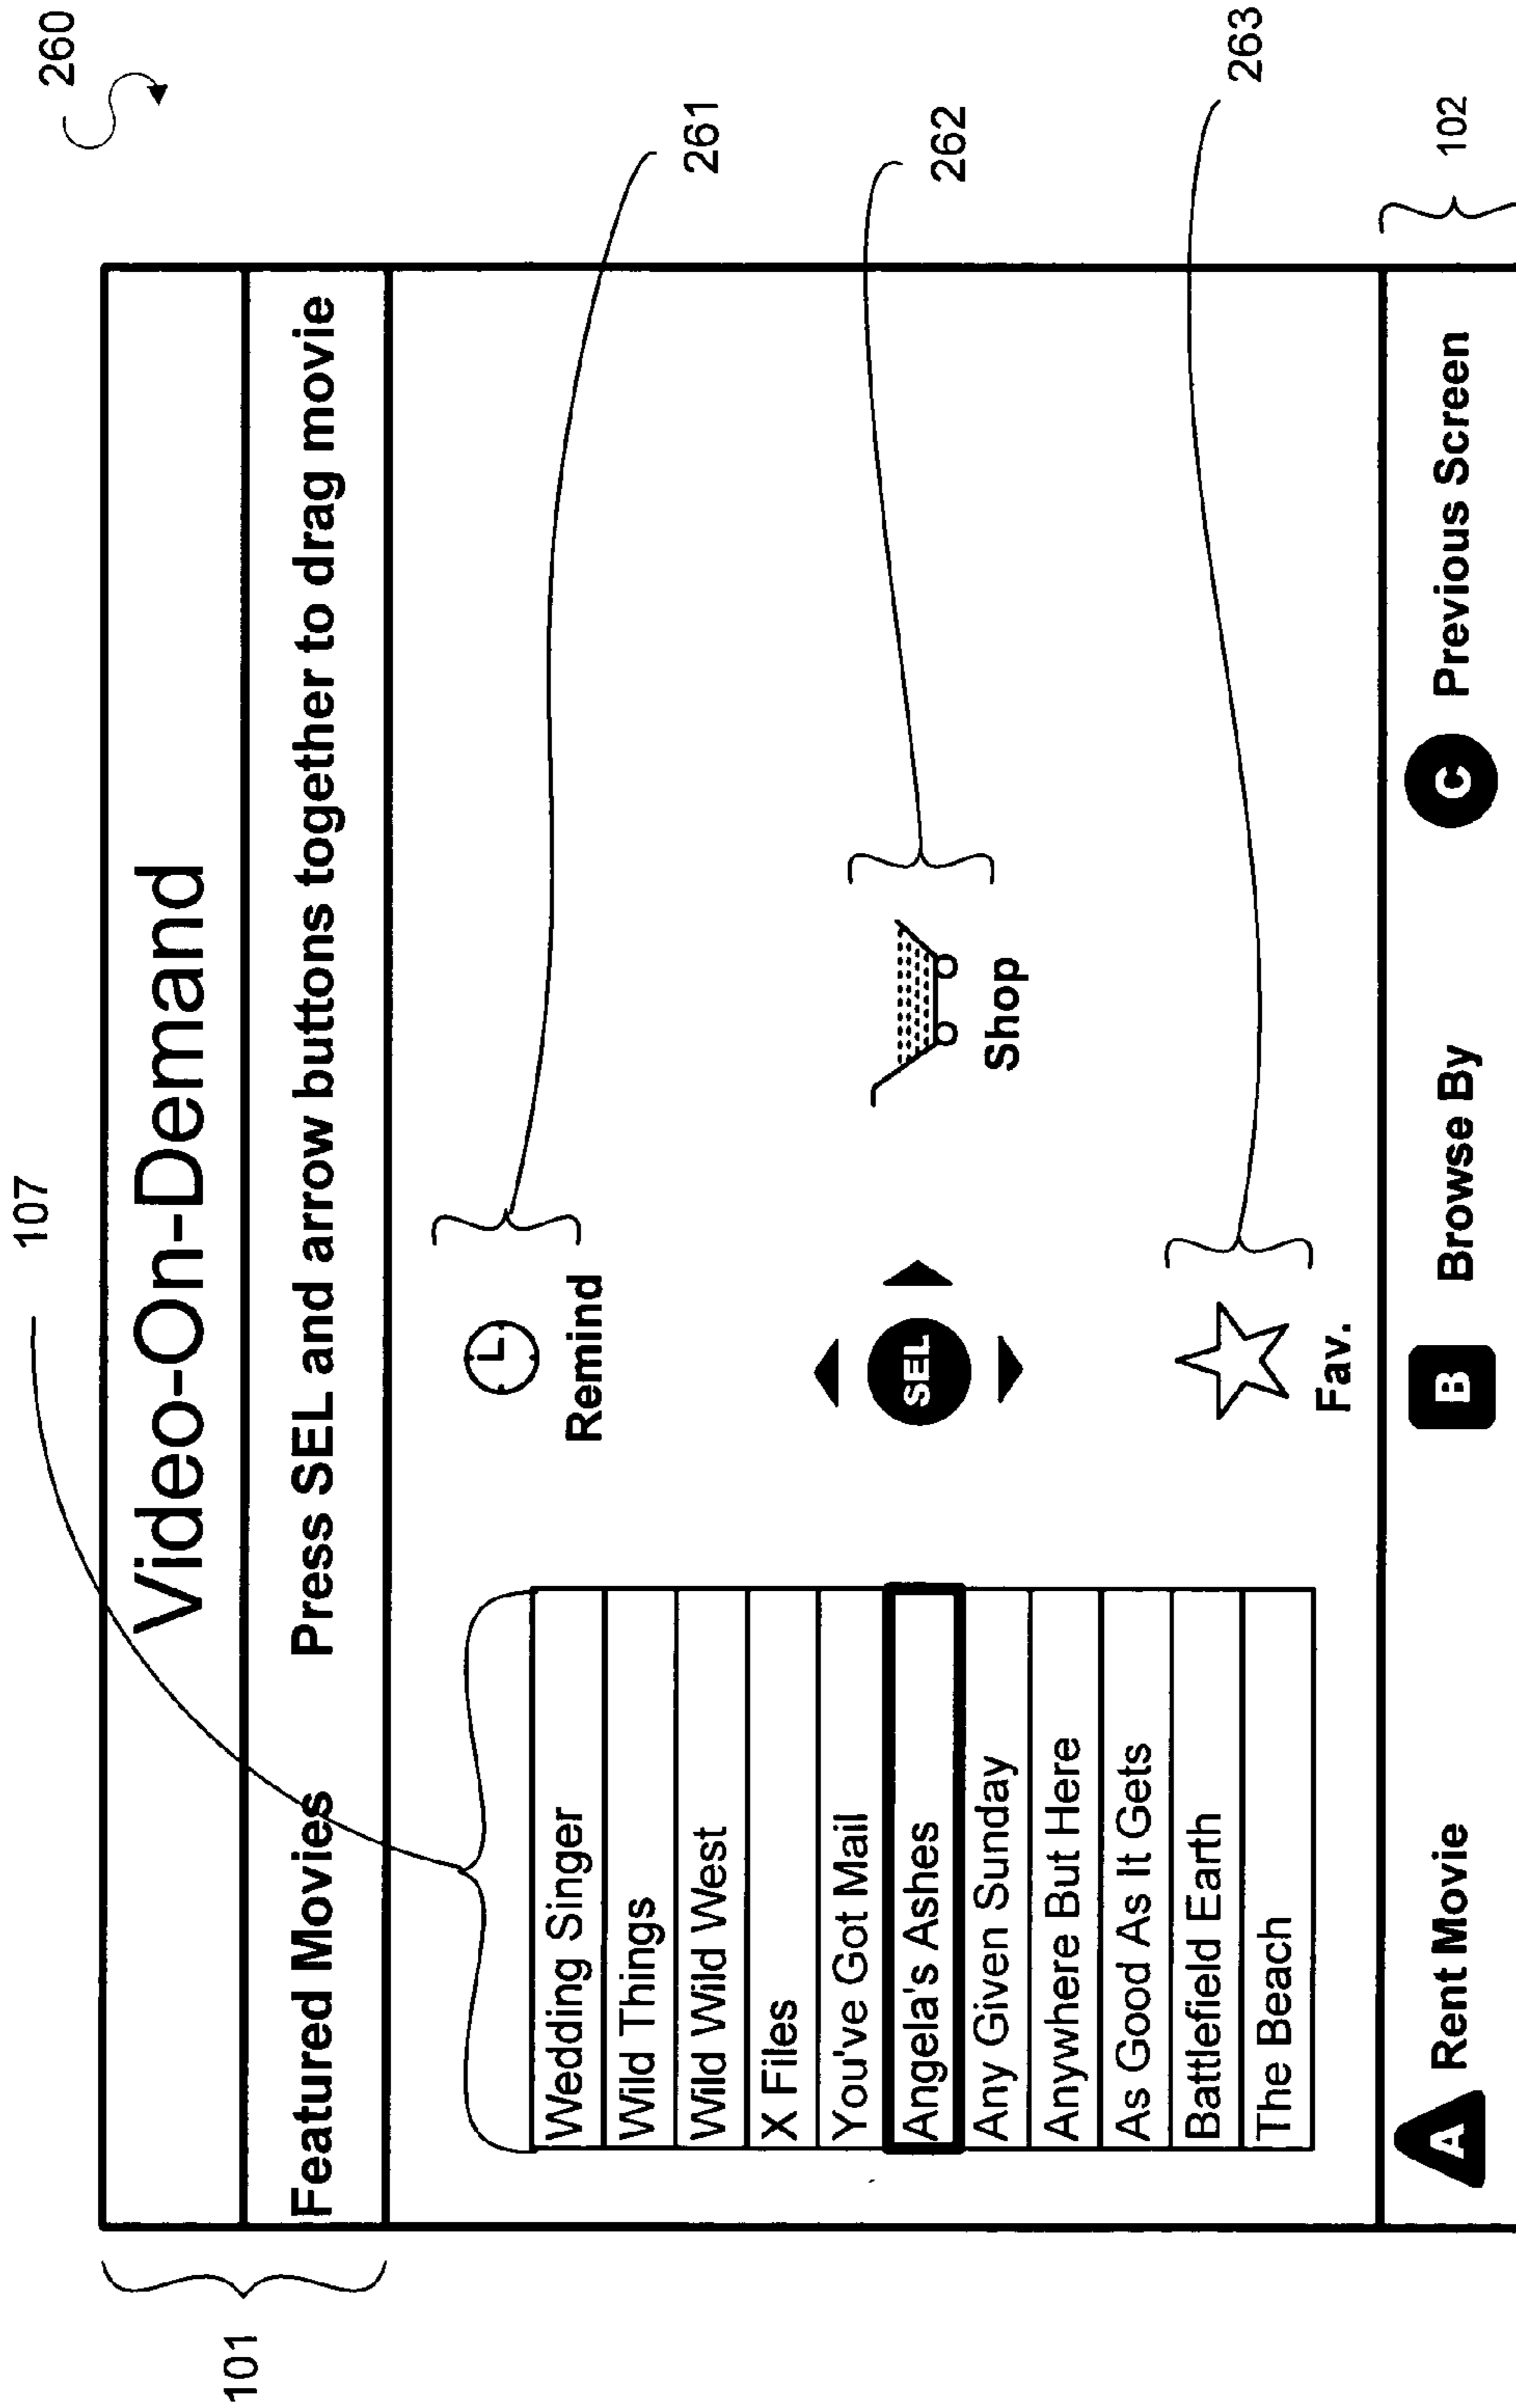 260
107
Video-On-Demand
101
Featured Movies Press SEL and arrow buttons together to drag movie
261
Remind
Wedding Singer
Wild Things
Wild Wild West
X Files
You've Got Mail
Angela's Ashes
Any Given Sunday
Anywhere But Here
As Good As It Gets
Battlefield Earth
The Beach
SEL
Shop
262
Fav.
263
A Rent Movie
B Browse By
C Previous Screen
102